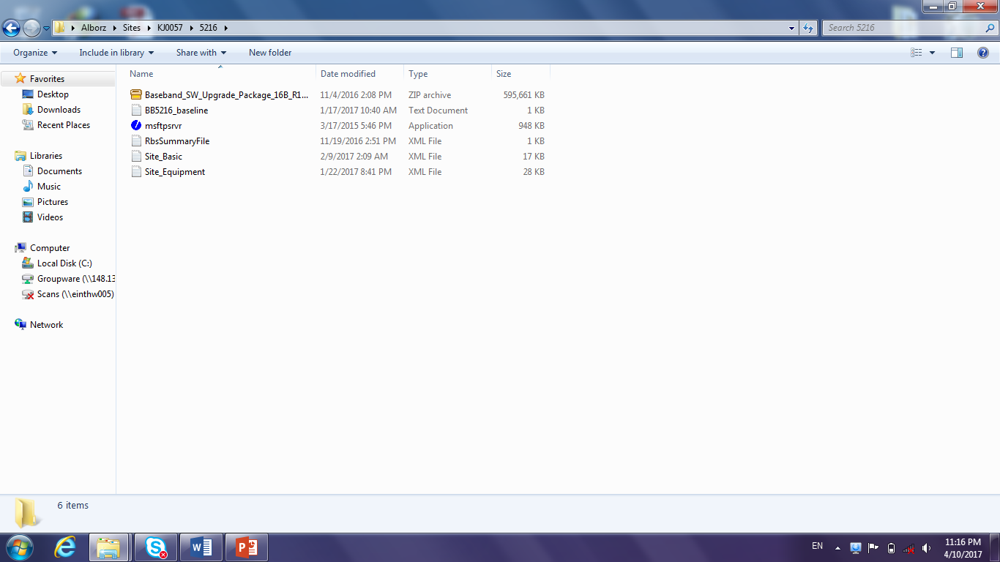 Alborz Sites KJ0057 5216 Search 5216
Organize Include in library Share with New folder
Name Date modified Type Size
Favorites
Desktop
Downloads
Recent Places
Libraries
Documents
Music
Pictures
Videos
Computer
Local Disk (C:)
Groupware (\\148.13
Scans (\\einthw005)
Network
Baseband_SW_Upgrade_Package_16B_R1... 11/4/2016 2:08 PM ZIP archive 595,661 KB
BB5216_baseline 1/17/2017 10:40 AM Text Document 1 KB
msftpsrvr 3/17/2015 5:46 PM Application 948 KB
RbsSummaryFile 11/19/2016 2:51 PM XML File 1 KB
Site_Basic 2/9/2017 2:09 AM XML File 17 KB
Site_Equipment 1/22/2017 8:41 PM XML File 28 KB
6 items
EN
11:16 PM
4/10/2017